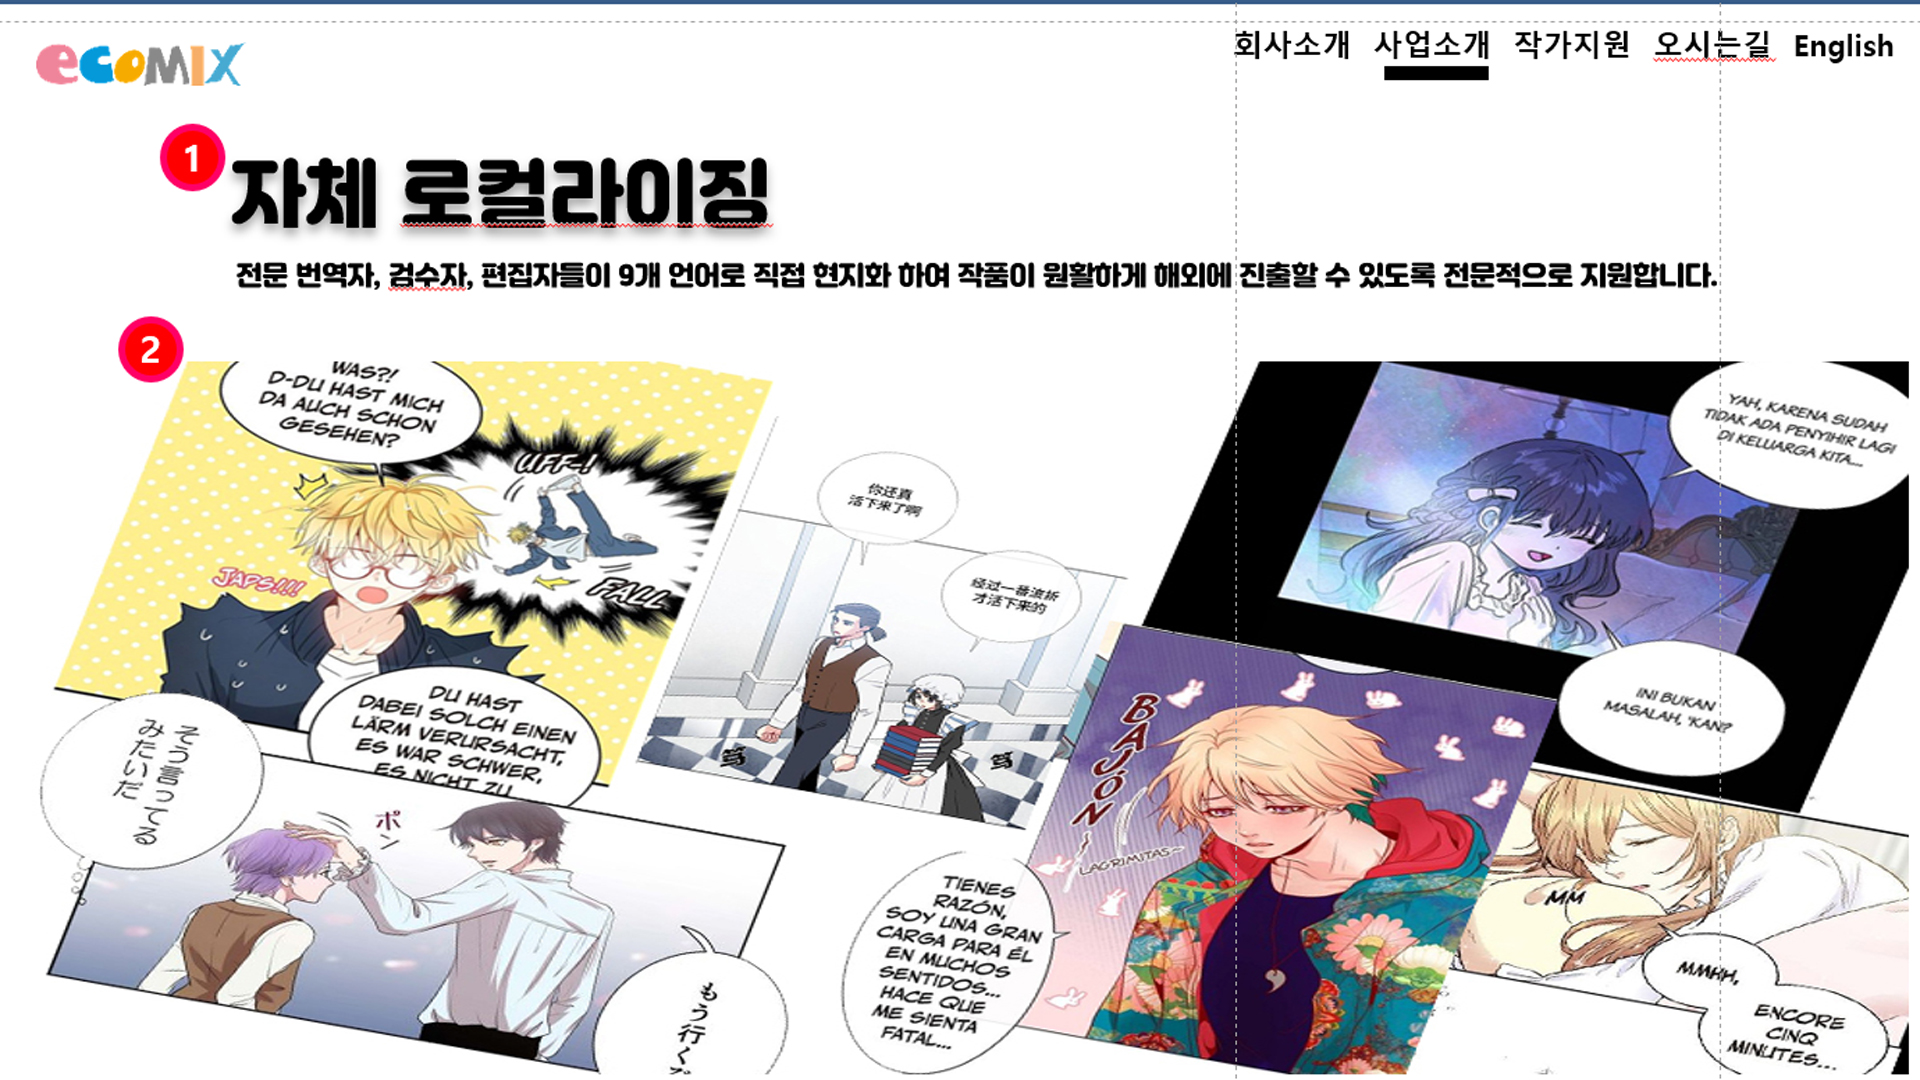 ecomix
회사소개 사업소개 작가지원 오시는길 English
1
자체 로컬라이징
전문 번역자, 검수자, 편집자들이 9개 언어로 직접 현지화 하여 작품이 원활하게 해외에 진출할 수 있도록 전문적으로 지원합니다.
2
WAS?!
D-DU HAST MICH
DA AUCH SCHON
GESEHEN?
UFF-!
FALL
JAPS!!!
DU HAST
DABEI SOLCH EINEN
LÄRM VERURSACHT,
ES WAR SCHWER,
ES NICHT ZU
你还真
活下来了啊
经过一番波折
才活下来的
YAH, KARENA SUDAH
TIDAK ADA PENYIHIR LAGI
DI KELUARGA KITA...
INI BUKAN
MASALAH, 'KAN?
そう言ってる
みたいだ
ポン
もう行く
BAJÓN
LAGRIMITAS~
TIENES
RAZÓN,
SOY UNA GRAN
CARGA PARA ÉL
EN MUCHOS
SENTIDOS...
HACE QUE
ME SIENTA
FATAL...
MM
MMHH,
ENCORE
CINQ
MINUTES...